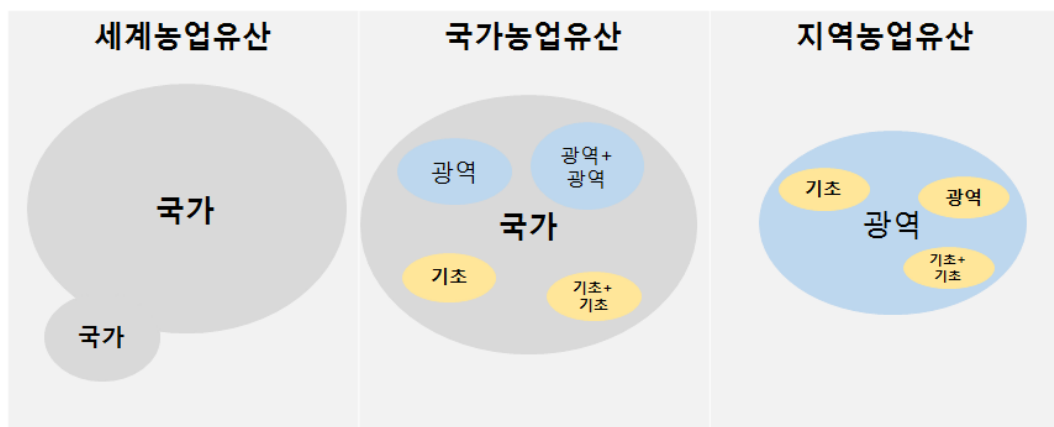 세계농업유산
국가
국가
국가농업유산
광역
광역+
광역
국가
기초
기초+
기초
지역농업유산
기초
광역
광역
기초+
기초